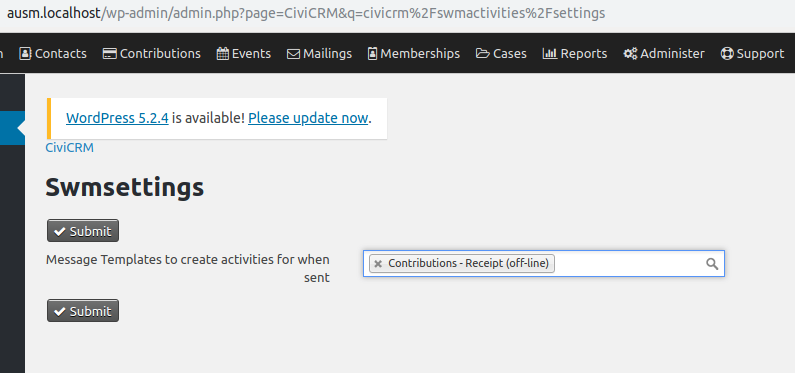 ausm.localhost/wp-admin/admin.php?page=CiviCRM&q=civicrm%2Fswmactivities%2Fsettings
Contacts Contributions Events Mailings Memberships Cases Reports Administer Support
WordPress 5.2.4 is available! Please update now.
CiviCRM
Swmsettings
Submit
Message Templates to create activities for when
sent
Contributions - Receipt (off-line)
Submit